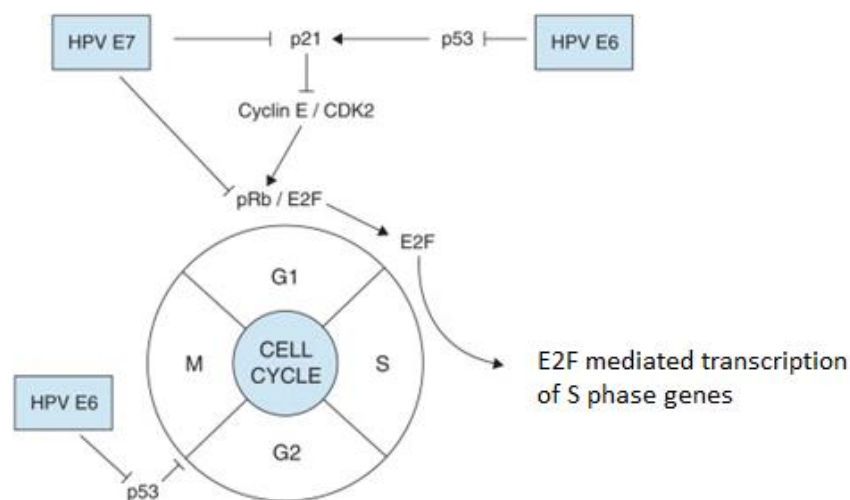 HPV E7
p21
p53
HPV E6
Cyclin E / CDK2
pRb / E2F
E2F
G1
M
CELL
CYCLE
S
E2F mediated transcription
of S phase genes
HPV E6
G2
p53